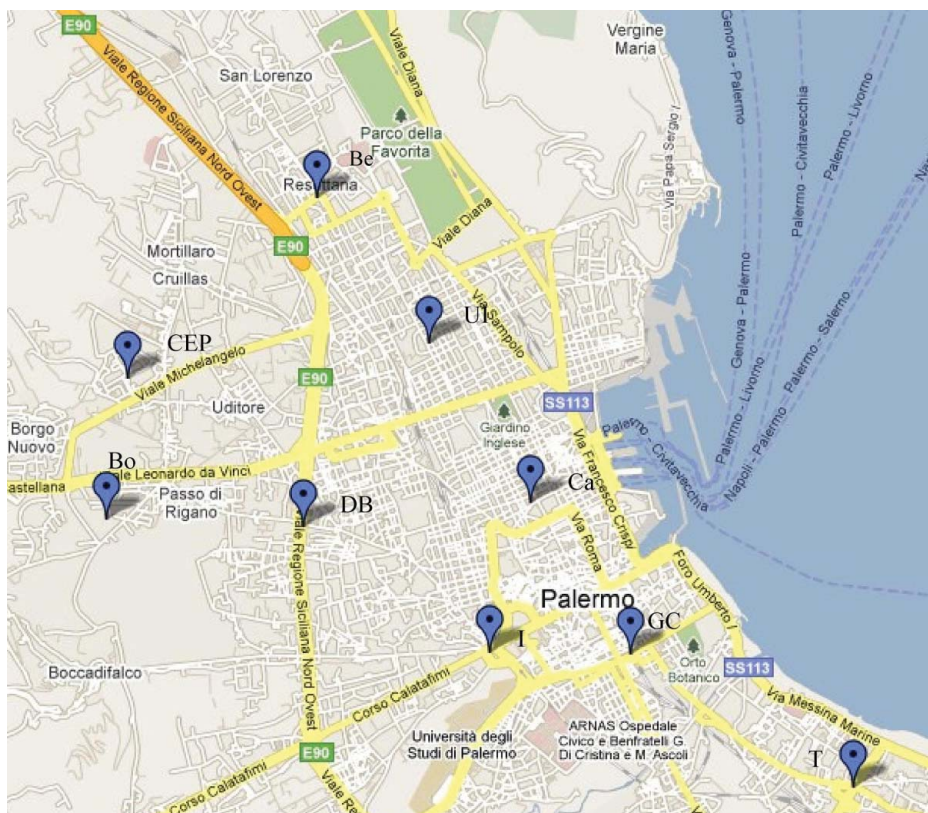 E90
Viale Regione Siciliana Nord Ovest
San Lorenzo
Viale Diana
Vergine
Maria
Genova - Palermo
Palermo - Civitavecchia
Palermo - Livorno
Parco della
Favorita
Be
Via Papa Sergio I
Viale Diana
E90
Mortillaro
Cruillas
UI
Via Sampolo
CEP
Viale Michelangelo
Genova - Palermo
Palermo - Livorno
Napoli - Palermo
Palermo - Salerno
E90
Uditore
SS113
Giardino
Inglese
Borgo
Nuovo
Palermo - Civitavecchia
Bo
Leonardo da Vinci
Passo di
Rigano
DB
Ca
Via Francesco Crispi
Via Roma
Viale Regione Siciliana Nord Ovest
Foro Umberto I
Palermo
I
GC
Orto
Botanico
SS113
Boccadifalco
Corso Calatafimi
Via Messina Marine
Università degli
Studi di Palermo
ARNAS Ospedale
Civico e Benfratelli G.
Di Cristina e M. Ascoli
E90
T
Corso Calatafimi